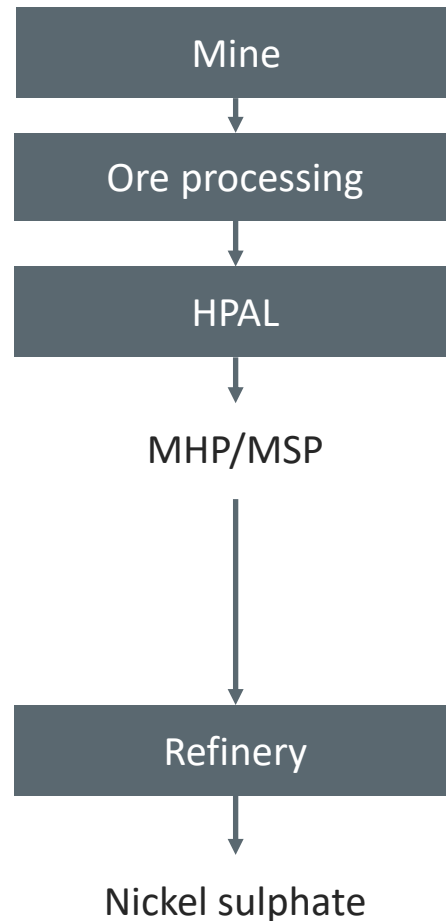 Mine
Ore processing
HPAL
MHP/MSP
Refinery
Nickel sulphate